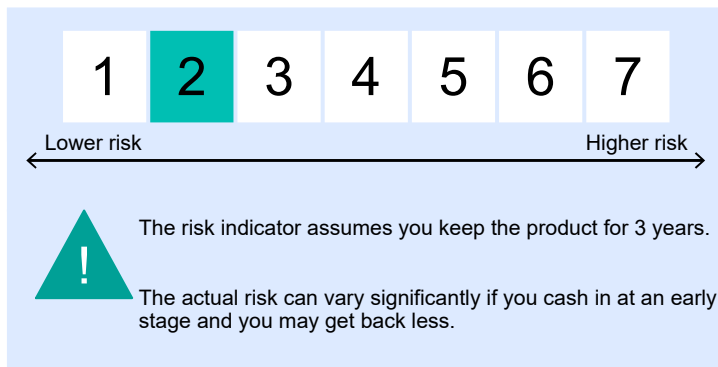 1 2 3 4 5 6 7
Lower risk Higher risk
The risk indicator assumes you keep the product for 3 years.
!
The actual risk can vary significantly if you cash in at an early
stage and you may get back less.